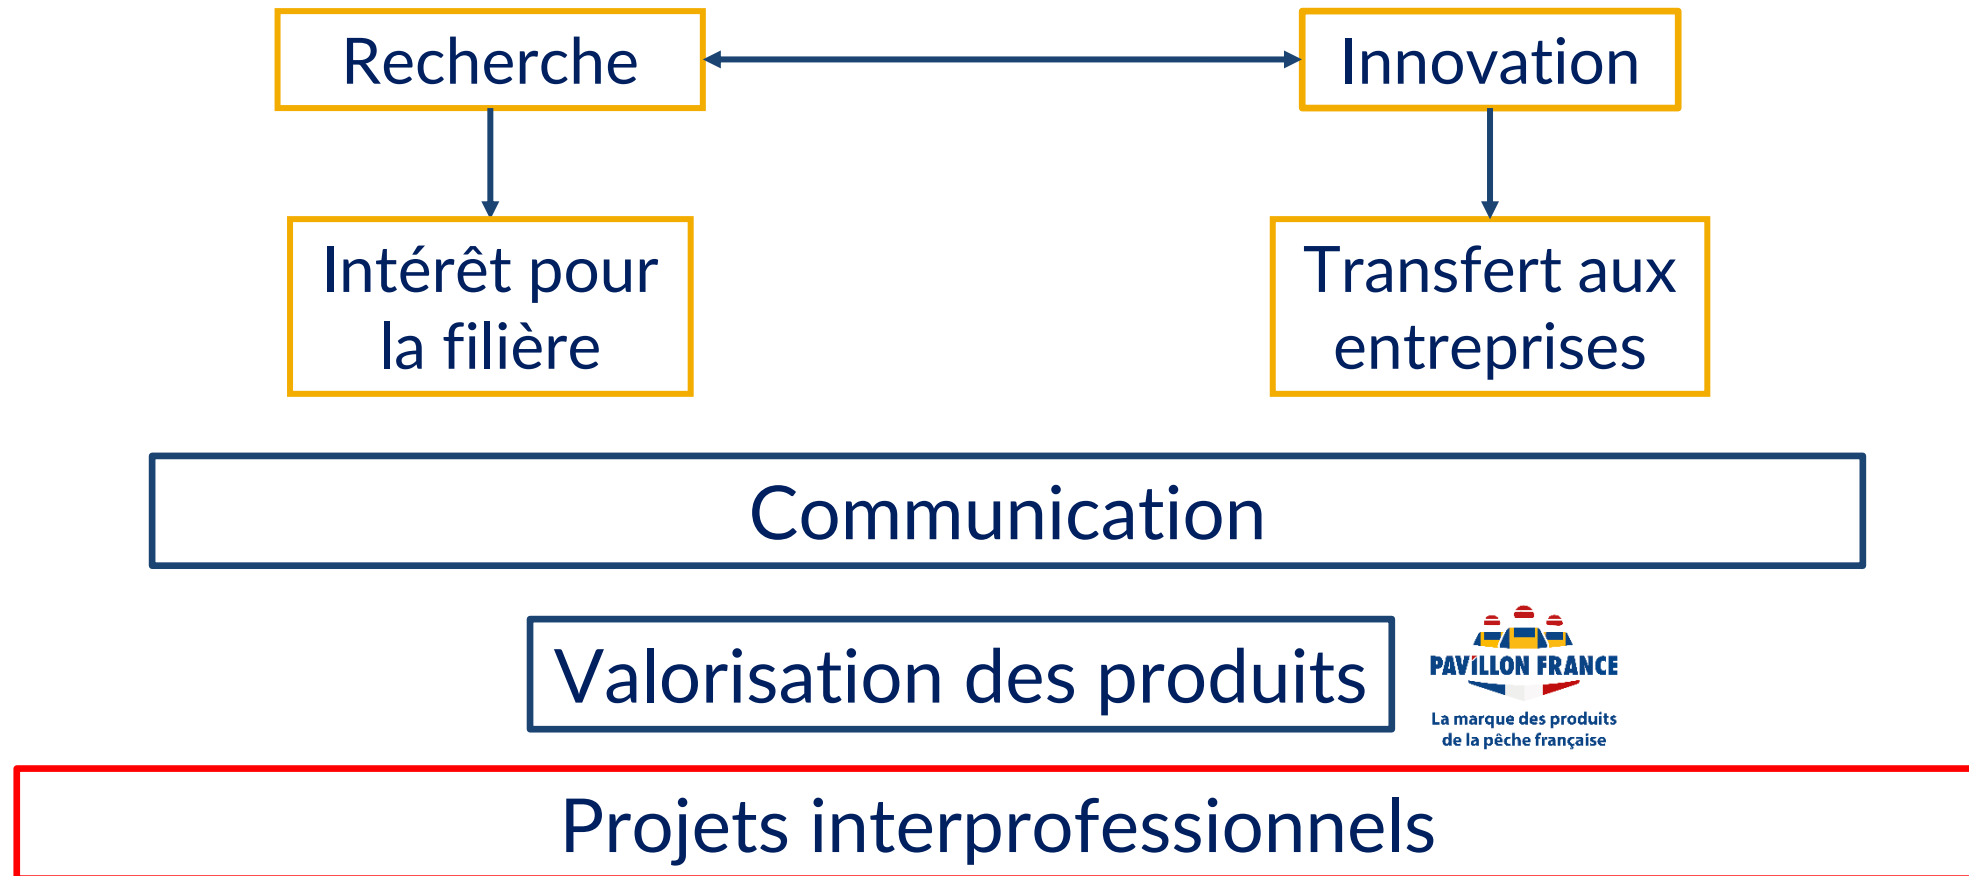 Recherche
Innovation
Intérêt pour
la filière
Transfert aux
entreprises
Communication
Valorisation des produits
PAVILLON FRANCE
La marque des produits
de la pêche française
Projets interprofessionnels